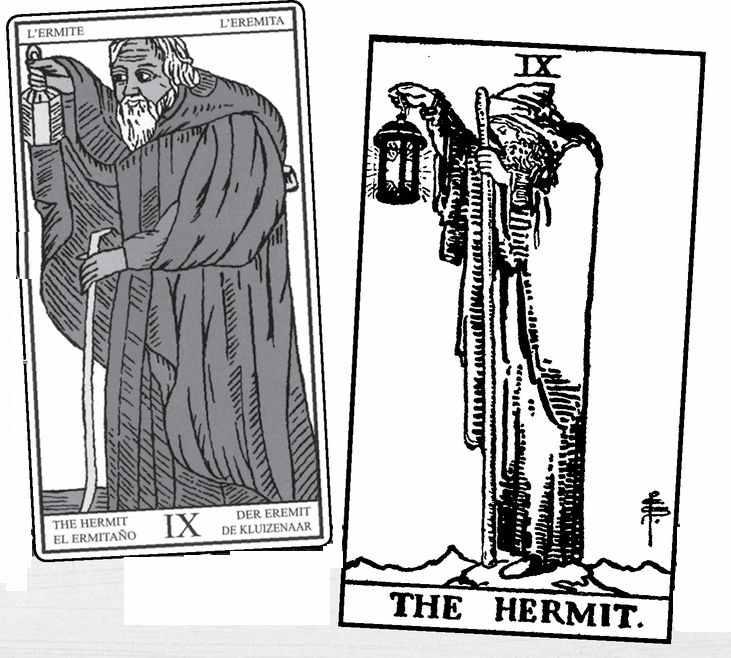 L'ERMITE
L'EREMITA
THE HERMIT
EL ERMITAÑO
IX
DER EREMIT
DE KLUIZENAAR
IX
THE HERMIT.